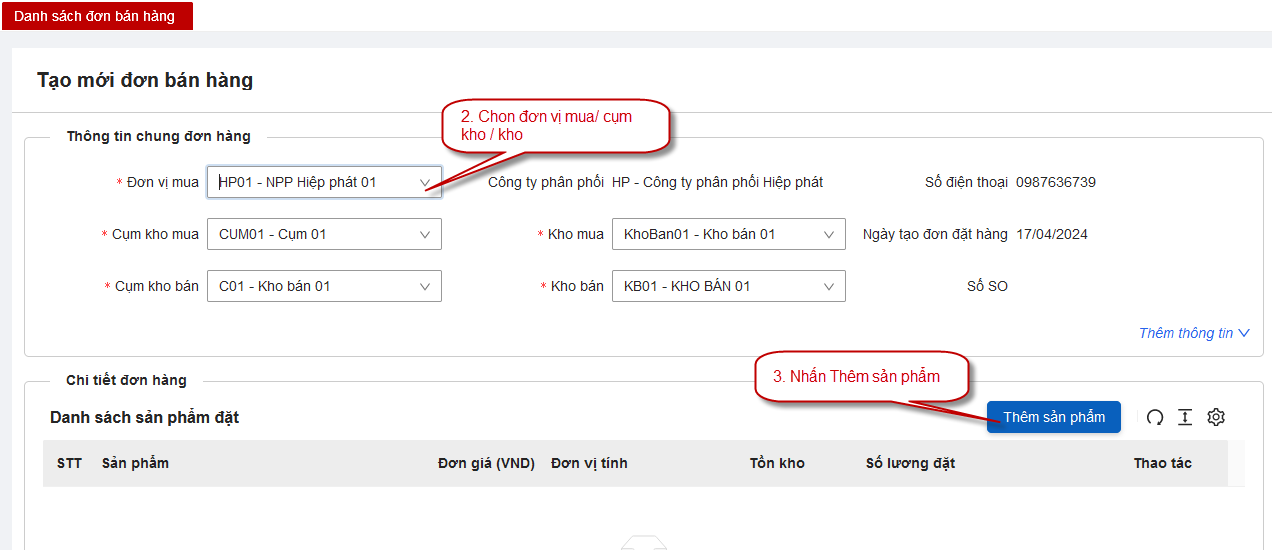 Danh sách đơn bán hàng
Tạo mới đơn bán hàng
Thông tin chung đơn hàng
2. Chon đơn vị mua/ cụm
kho / kho
* Đơn vị mua HP01 - NPP Hiệp phát 01 Công ty phân phối HP - Công ty phân phối Hiệp phát Số điện thoại 0987636739
* Cụm kho mua CUM01 - Cụm 01 * Kho mua KhoBan01 - Kho bán 01 Ngày tạo đơn đặt hàng 17/04/2024
* Cụm kho bán C01 - Kho bán 01 * Kho bán KB01 - KHO BÁN 01 Số SO
Thêm thông tin
Chi tiết đơn hàng
3. Nhấn Thêm sản phẩm
Danh sách sản phẩm đặt Thêm sản phẩm
STT Sản phẩm Đơn giá (VND) Đơn vị tính Tồn kho Số lương đặt Thao tác